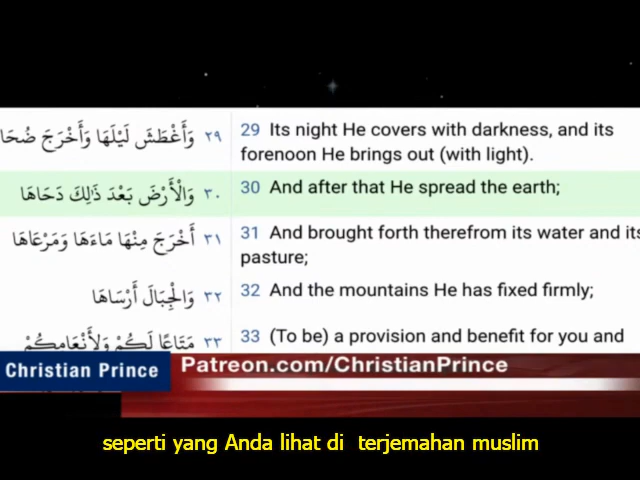 ٢٩ وَأَغْطَشَ لَيْلَهَا وَأَخْرَجَ ضُحَا
29 Its night He covers with darkness, and its
forenoon He brings out (with light).
٣٠ وَالْأَرْضَ بَعْدَ ذَٰلِكَ دَحَاهَا
30 And after that He spread the earth;
٣١ أَخْرَجَ مِنْهَا مَاءَهَا وَمَرْعَاهَا
31 And brought forth therefrom its water and its
pasture;
٣٢ وَالْجِبَالَ أَرْسَاهَا
32 And the mountains He has fixed firmly;
٣٣ مَتَاعًا لَكُمْ وَلِأَنْعَامِكُمْ
33 (To be) a provision and benefit for you and
Christian Prince
Patreon.com/ChristianPrince
seperti yang Anda lihat di terjemahan muslim